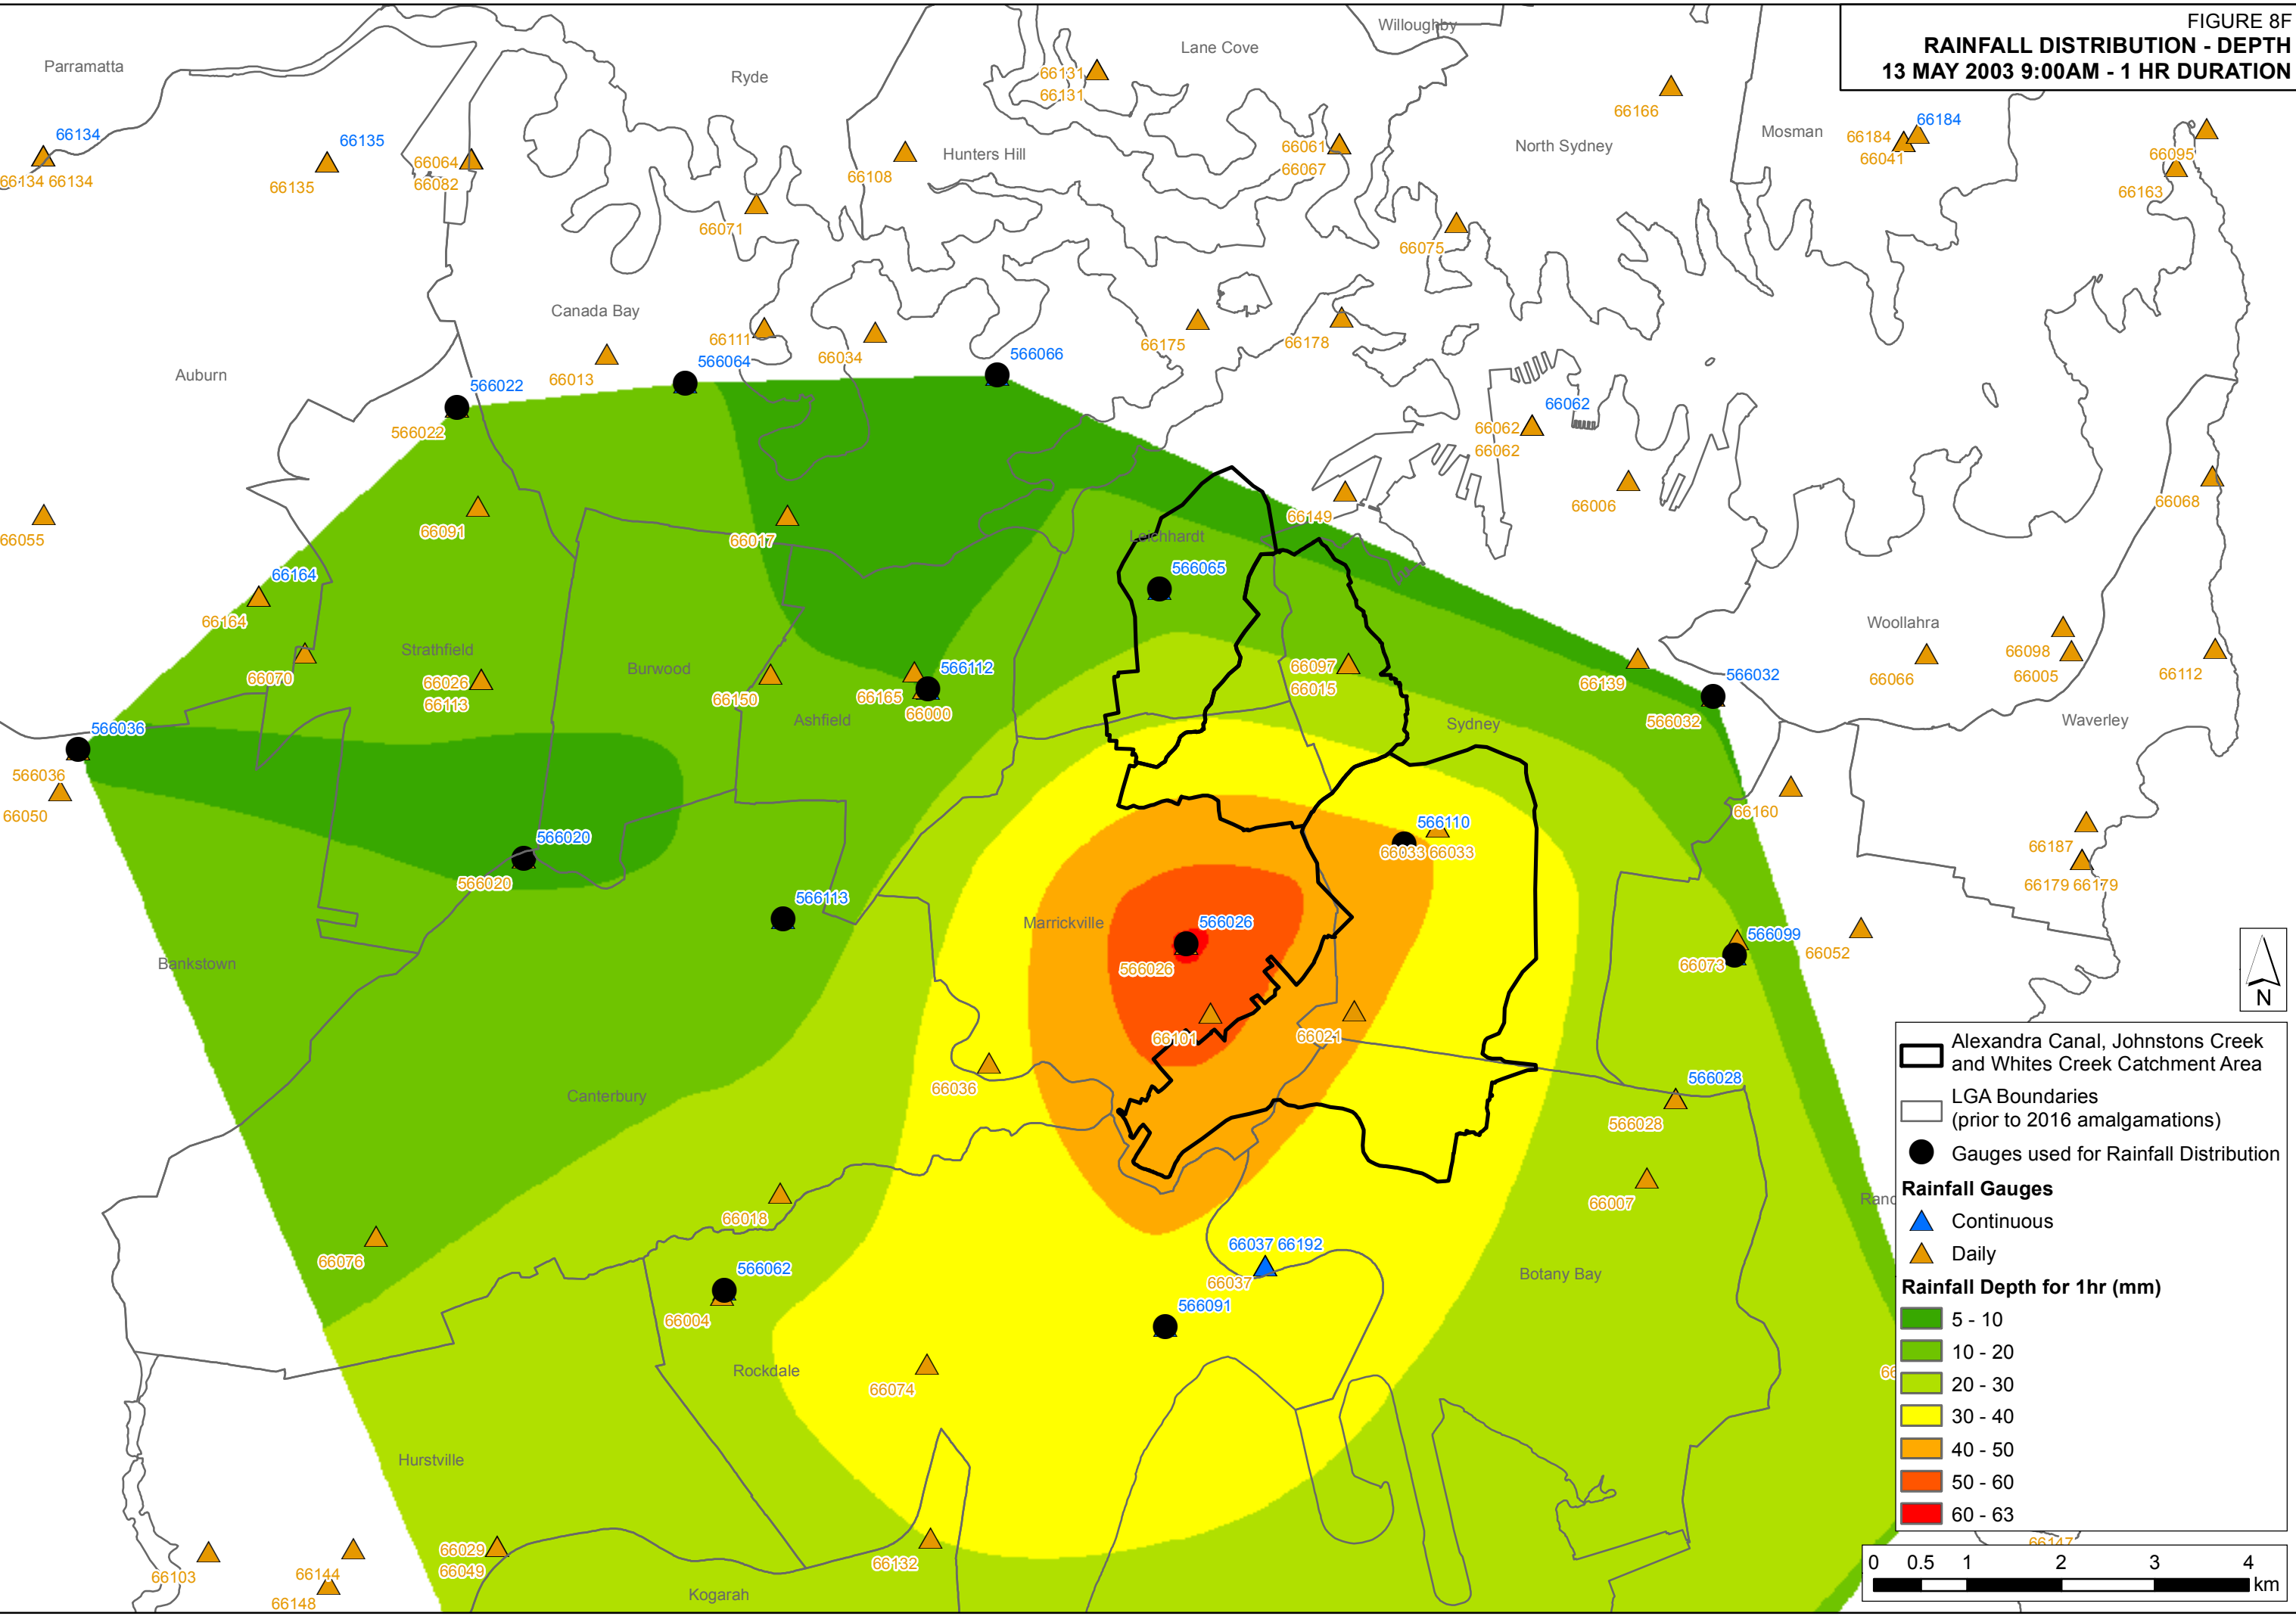 FIGURE 8F
RAINFALL DISTRIBUTION - DEPTH
13 MAY 2003 9:00AM - 1 HR DURATION
Willoughby
Lane Cove
Parramatta
Ryde
66131
66131
66166
66134
66135
66184
66184
66041
Mosman
North Sydney
66061
66067
Hunters Hill
66108
66064
66082
66134 66134
66135
66095
66163
66071
66075
Canada Bay
66111
66034
66175
66178
566064
566066
66013
Auburn
566022
566022
66062
66062
66062
66091
66017
66149
66006
66068
66055
Leichhardt
566065
66164
66164
Woollahra
66070
Strathfield
66026
66113
Burwood
66150
566112
66165
66000
66097
66015
66139
566032
566032
66066
66098
66005
66112
Ashfield
Sydney
Waverley
566036
566036
66050
566020
566020
566110
66033 66033
66160
66187
66179 66179
566113
Marrickville
566026
566026
566099
66073
66052
Bankstown
N
66101
66021
66036
Canterbury
566028
566028
66018
66007
66076
66037 66192
66037
Botany Bay
566062
66004
566091
Rockdale
66074
Hurstville
66029
66049
66132
66103
66144
66148
Kogarah
Alexandra Canal, Johnstons Creek
and Whites Creek Catchment Area
LGA Boundaries
(prior to 2016 amalgamations)
Gauges used for Rainfall Distribution
Rainfall Gauges
Continuous
Daily
Rainfall Depth for 1hr (mm)
5 - 10
10 - 20
20 - 30
30 - 40
40 - 50
50 - 60
60 - 63
66147
0 0.5 1 2 3 4
km